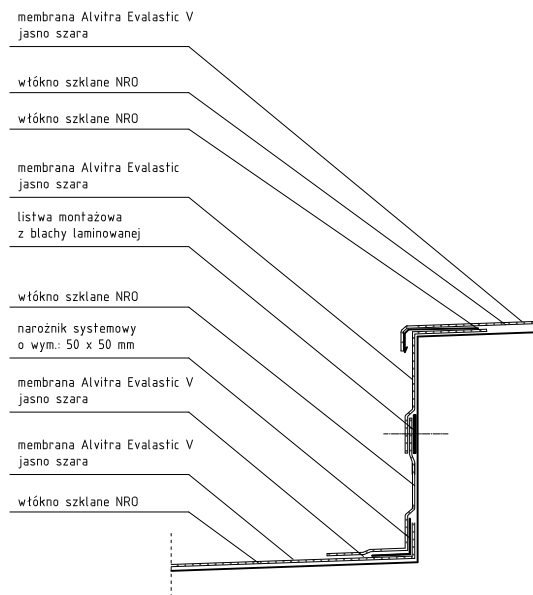 membrana Alvitra Evalastic V
jasno szara
włókno szklane NRO
włókno szklane NRO
membrana Alvitra Evalastic
jasno szara
listwa montażowa
z blachy laminowanej
włókno szklane NRO
narożnik systemowy
o wym.: 50 x 50 mm
membrana Alvitra Evalastic V
jasno szara
membrana Alvitra Evalastic V
jasno szara
włókno szklane NRO